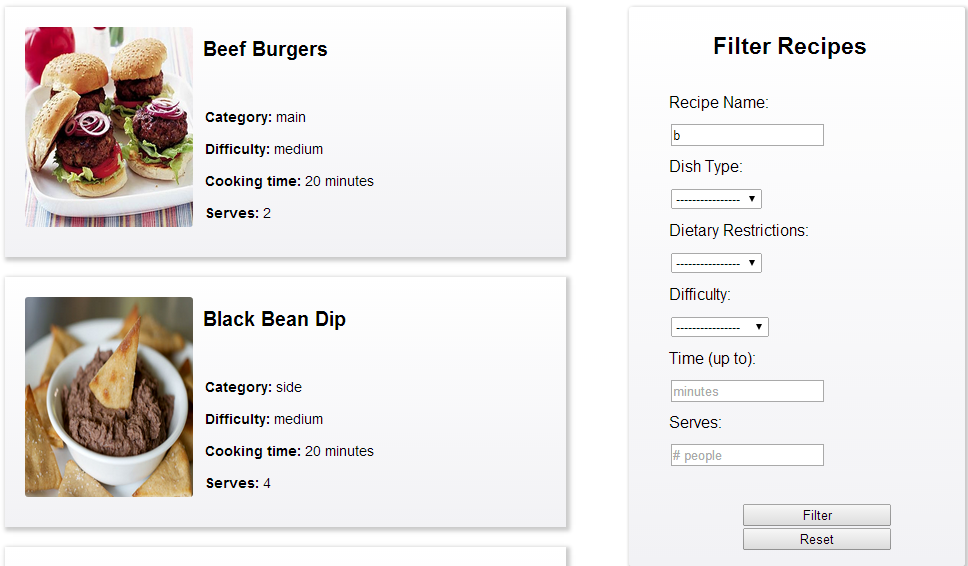 Beef Burgers
Category: main
Difficulty: medium
Cooking time: 20 minutes
Serves: 2
Black Bean Dip
Category: side
Difficulty: medium
Cooking time: 20 minutes
Serves: 4
Filter Recipes
Recipe Name:
b
Dish Type:
----------------
Dietary Restrictions:
----------------
Difficulty:
----------------
Time (up to):
minutes
Serves:
# people
Filter
Reset